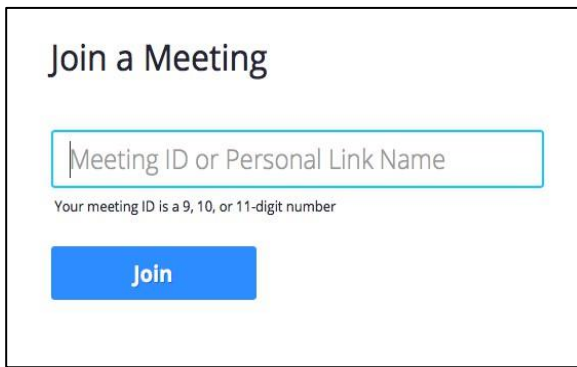 Join a Meeting
Meeting ID or Personal Link Name
Your meeting ID is a 9, 10, or 11-digit number
Join